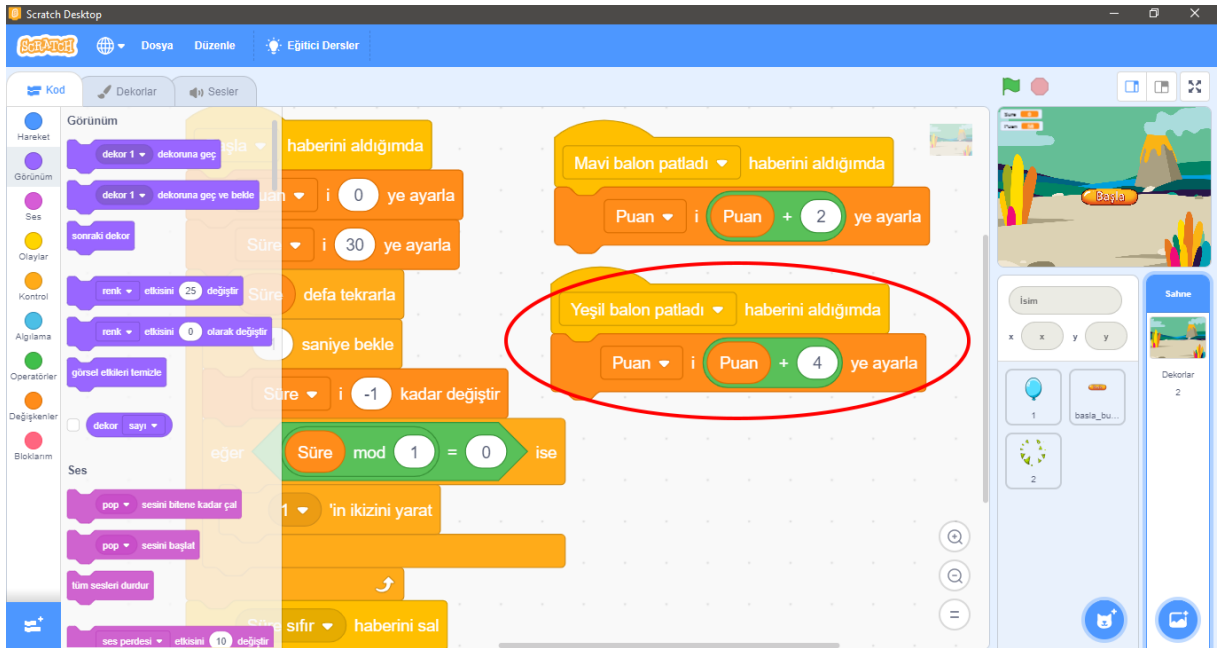 Scratch Desktop
SCRATCH
Dosya
Düzenle
Eğitici Dersler
Kod
Dekorlar
Sesler
Hareket
Görünüm
Ses
Olaylar
Kontrol
Algılama
Operatörler
Değişkenler
Bloklarım
Görünüm
dekor 1 dekoruna geç
dekor 1 dekoruna geç ve bekle
sonraki dekor
renk etkisini 25 değiştir
renk etkisini 0 olarak değiştir
görsel etkileri temizle
dekor sayı
Ses
pop sesini bitene kadar çal
pop sesini başlat
tüm sesleri durdur
ses perdesi etkisini 10 değiştir
şla haberini aldığımda
uan i 0 ye ayarla
Süre i 30 ye ayarla
Süre defa tekrarla
1 saniye bekle
Süre i -1 kadar değiştir
eğer Süre mod 1 = 0 ise
1 'in ikizini yarat
Süre sıfır haberini sal
Mavi balon patladı haberini aldığımda
Puan i Puan + 2 ye ayarla
Yeşil balon patladı haberini aldığımda
Puan i Puan + 4 ye ayarla
Süre
Puan
Başla
İsim
x x y y
1
basla_bu...
2
Sahne
Dekorlar
2